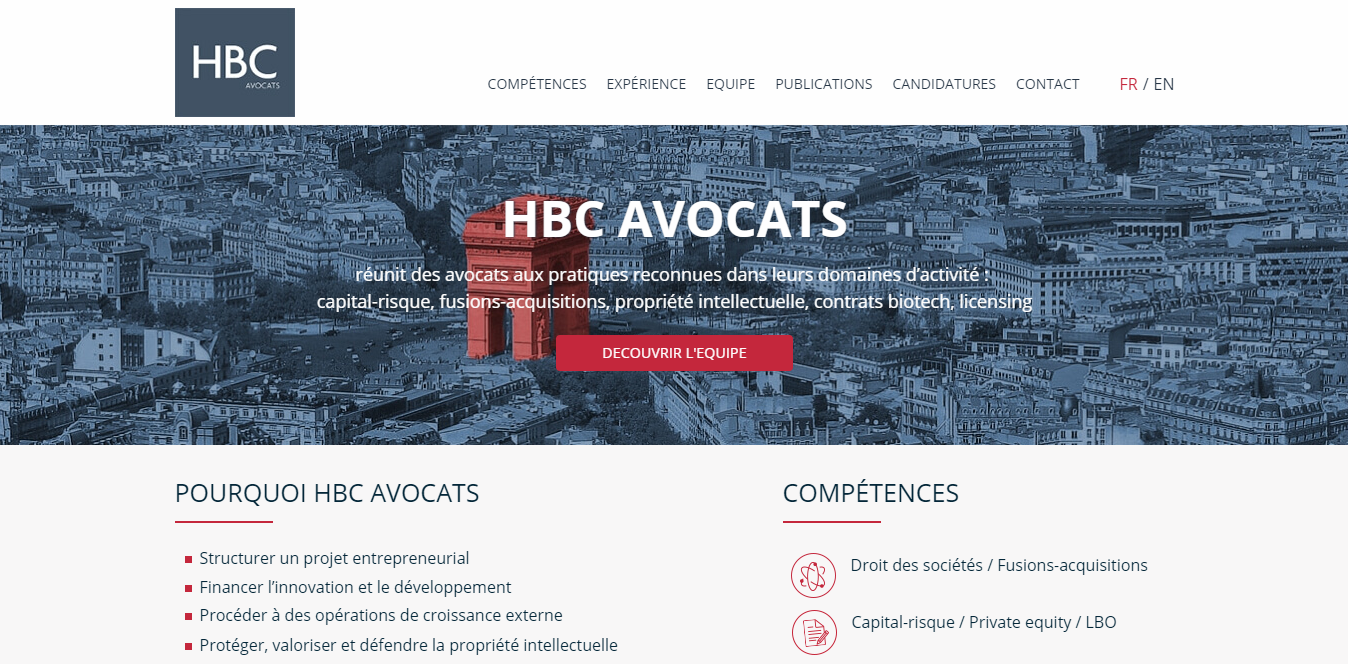 HBC
AVOCATS
COMPÉTENCES EXPÉRIENCE EQUIPE PUBLICATIONS CANDIDATURES CONTACT FR / EN
HBC AVOCATS
réunit des avocats aux pratiques reconnues dans leurs domaines d’activité :
capital-risque, fusions-acquisitions, propriété intellectuelle, contrats biotech, licensing
DECOUVRIR L'EQUIPE
POURQUOI HBC AVOCATS
Structurer un projet entrepreneurial
Financer l’innovation et le développement
Procéder à des opérations de croissance externe
Protéger, valoriser et défendre la propriété intellectuelle
COMPÉTENCES
Droit des sociétés / Fusions-acquisitions
Capital-risque / Private equity / LBO